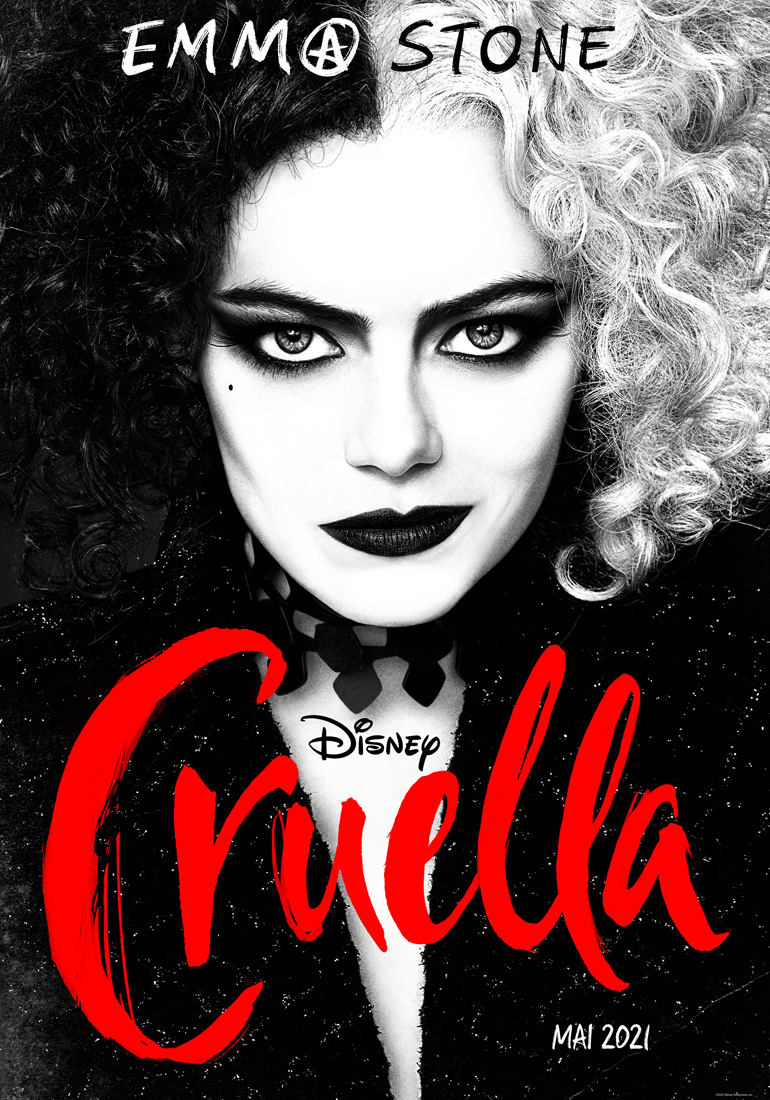 EMMA STONE
Disney
Cruella
MAI 2021